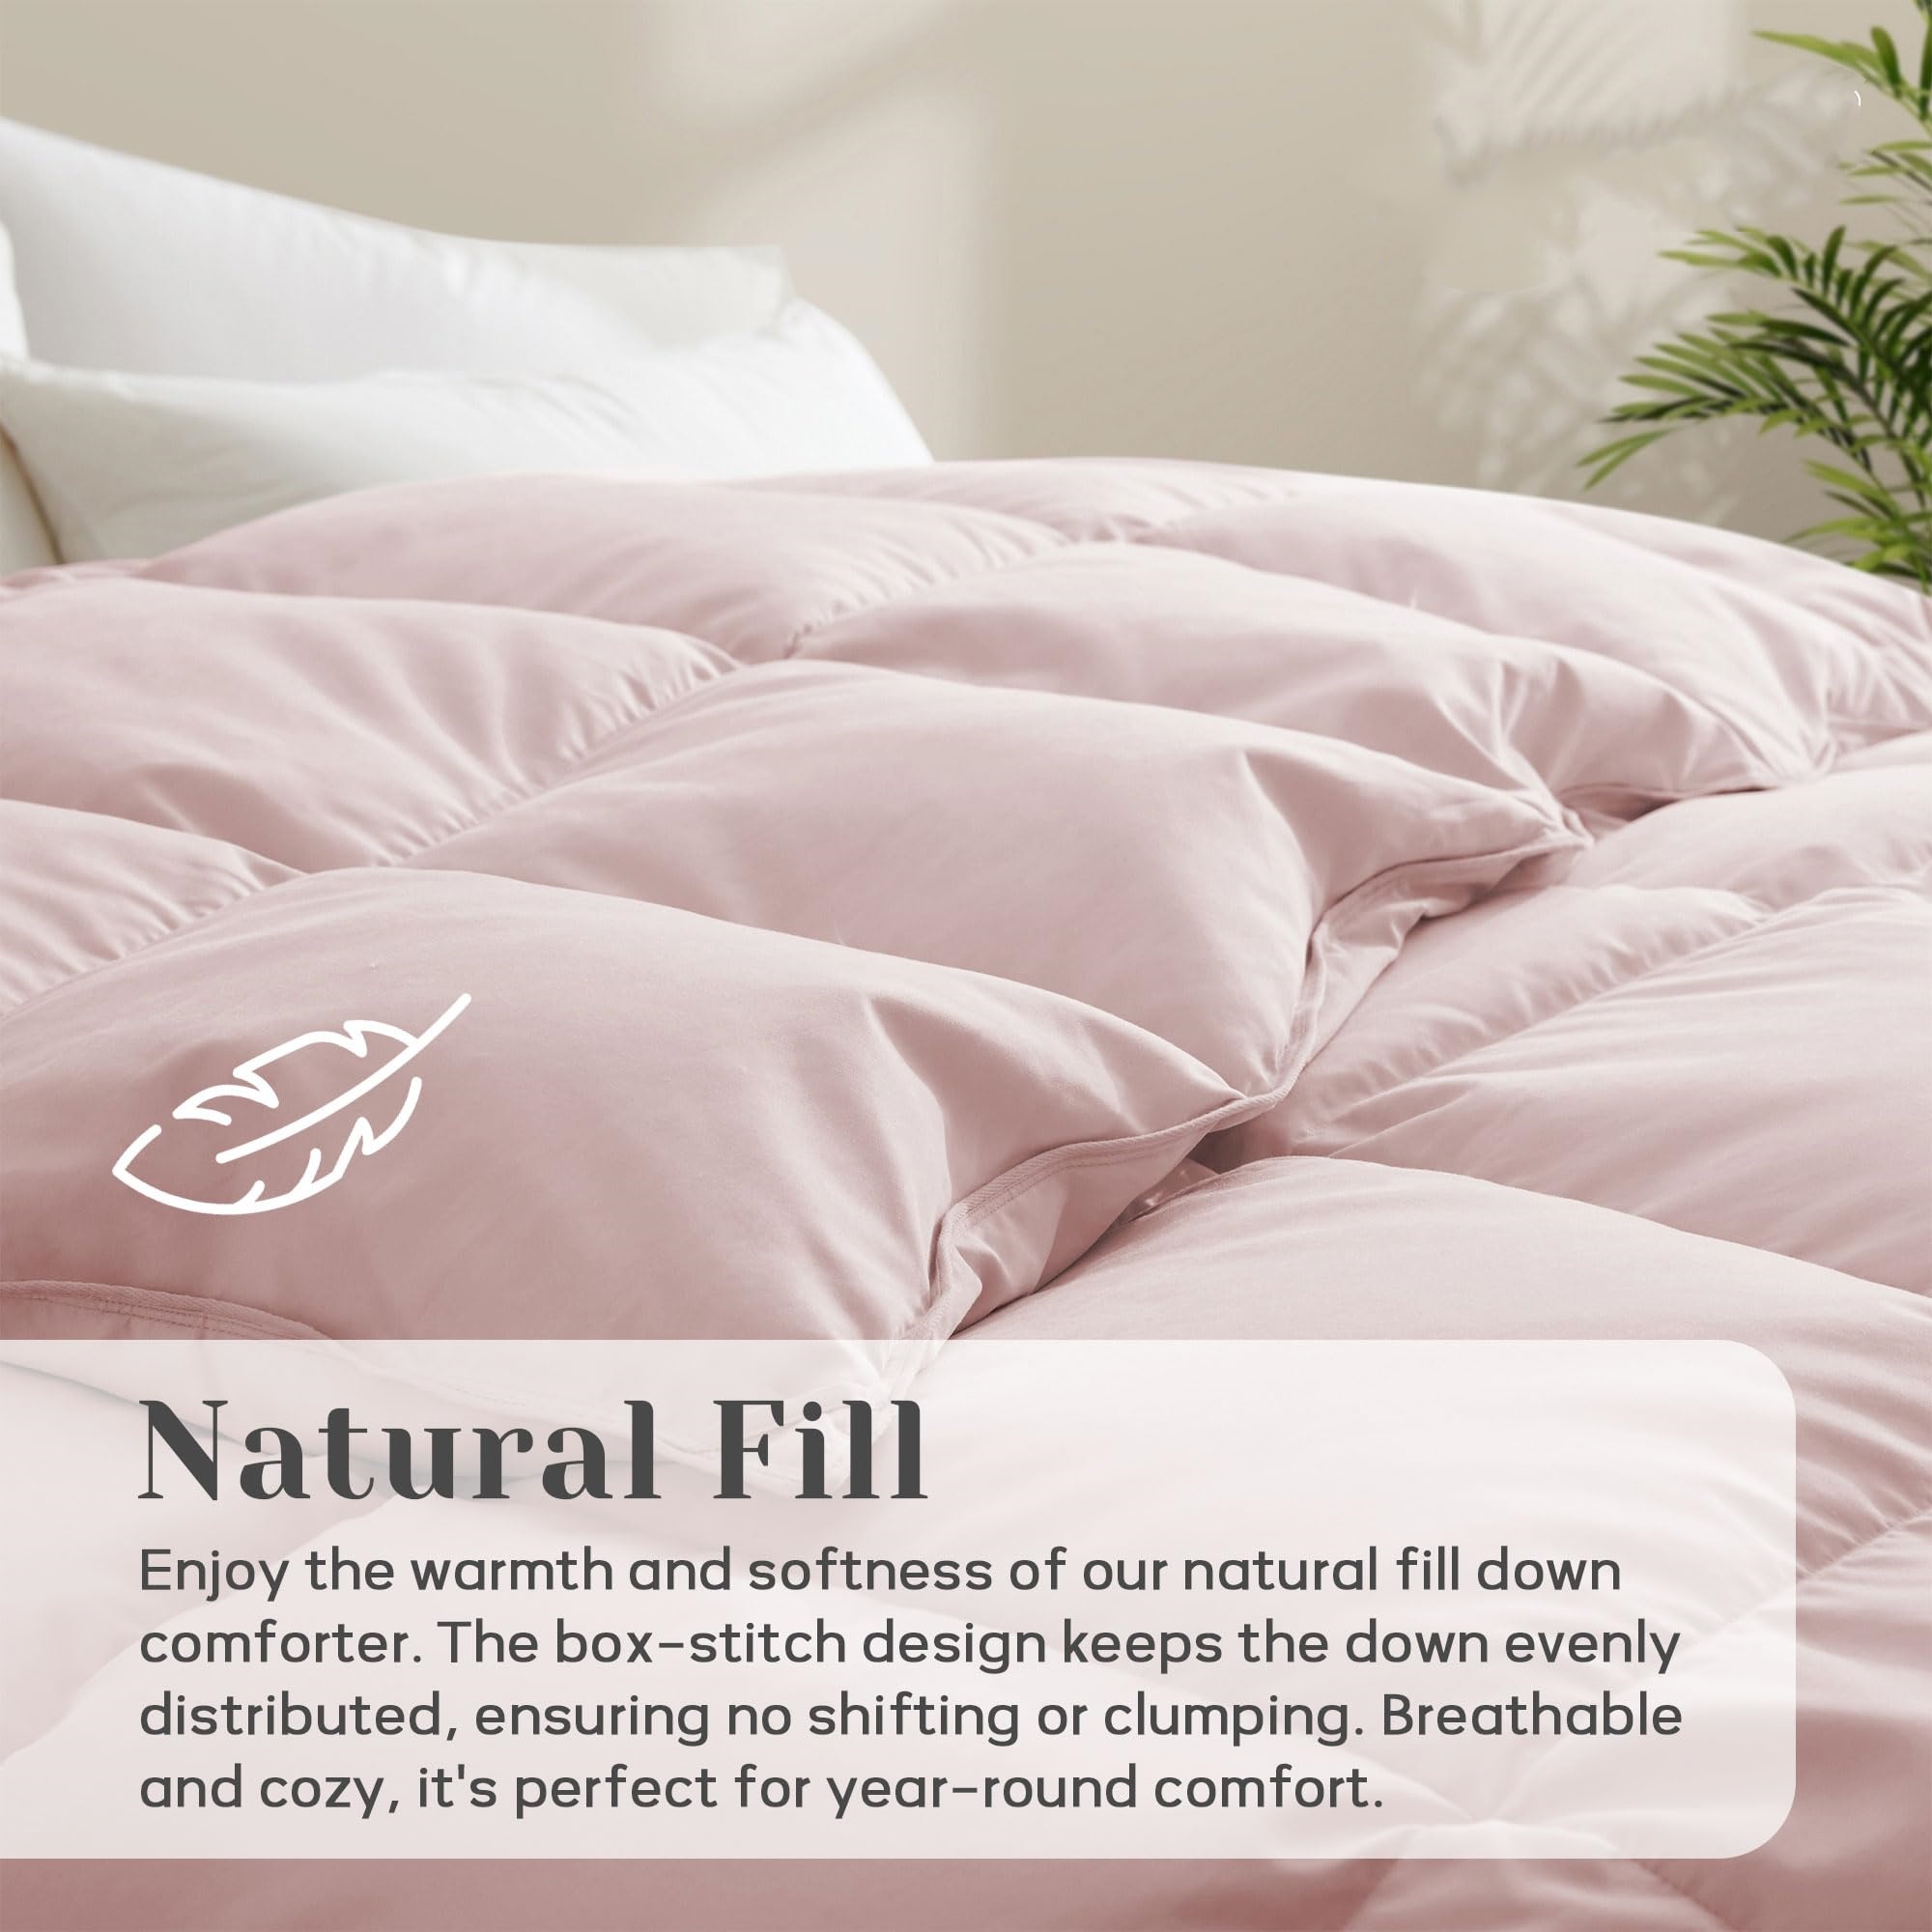 Natural Fill
Enjoy the warmth and softness of our natural fill down
comforter. The box-stitch design keeps the down evenly
distributed, ensuring no shifting or clumping. Breathable
and cozy, it's perfect for year-round comfort.